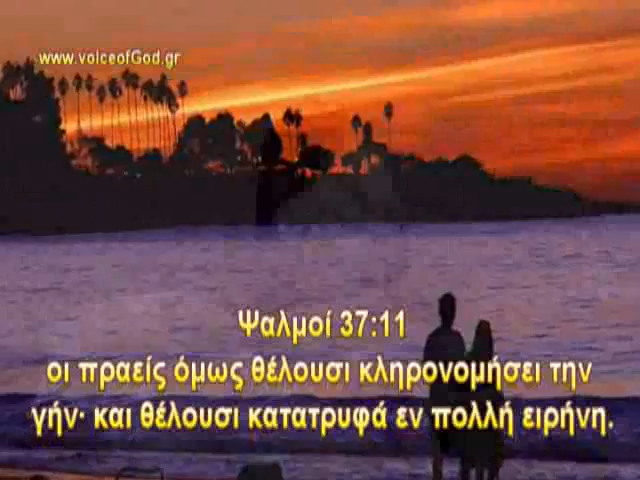 www.voiceofGod.gr
Ψαλμοί 37:11
οι πραείς όμως θέλουσι κληρονομήσει την
γήν· και θέλουσι κατατρυφά εν πολλή ειρήνη.